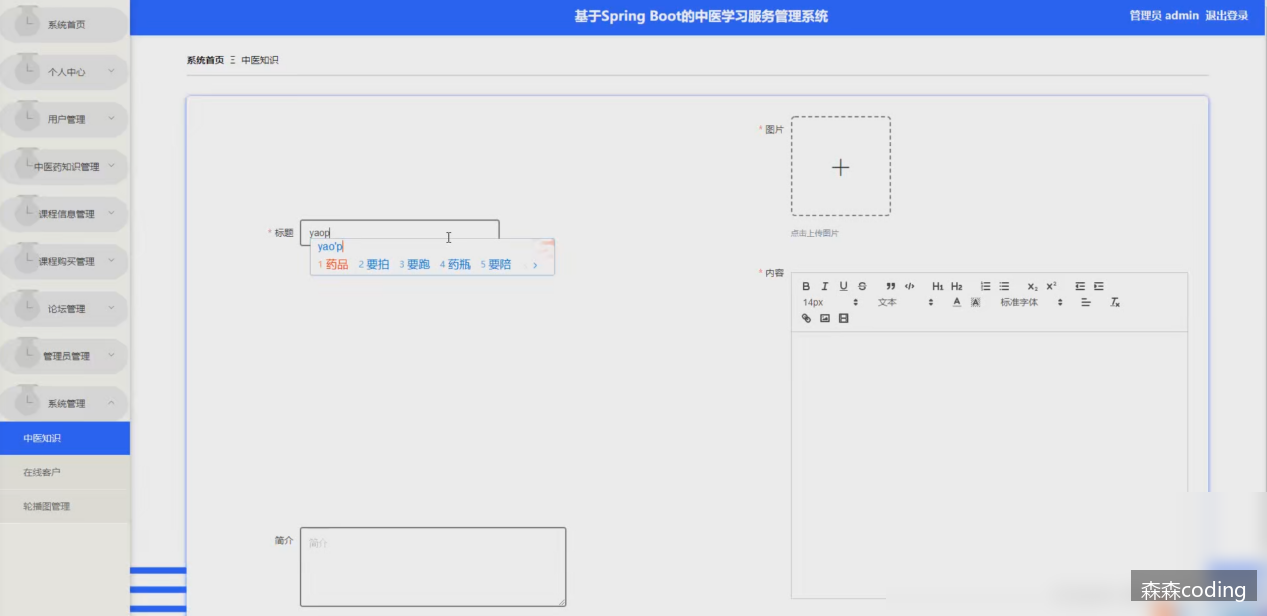 基于Spring Boot的中医学习服务管理系统
管理员 admin 退出登录
系统首页
个人中心
用户管理
中医药知识管理
课程信息管理
课程购买管理
论坛管理
管理员管理
系统管理
中医知识
在线客户
轮播图管理
系统首页 Ξ 中医知识
* 标题
yaop
yao'p
1 药品 2 要拍 3 要跑 4 药瓶 5 要陪
* 图片
点击上传图片
* 内容
B I U S ” </> H1 H2 X2 X2
14px 文本 A A 标准字体 Tx
简介
简介
森森coding